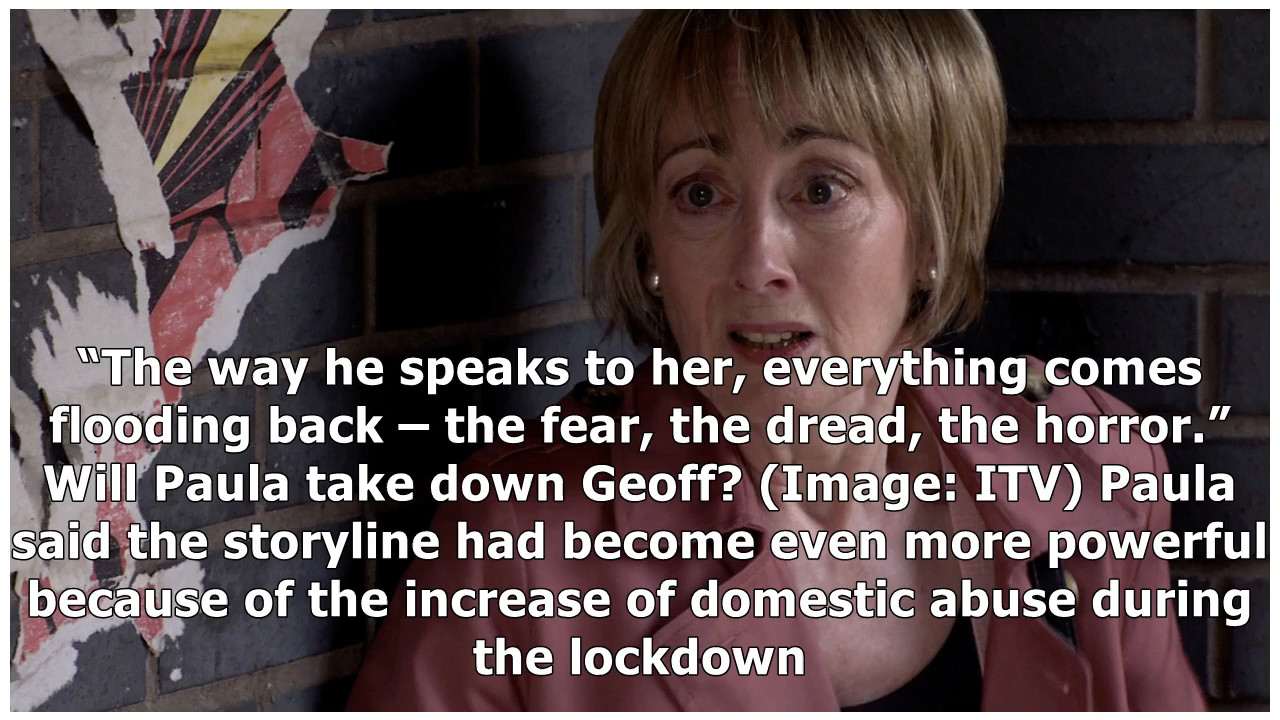 “The way he speaks to her, everything comes
flooding back – the fear, the dread, the horror.”
Will Paula take down Geoff? (Image: ITV) Paula
said the storyline had become even more powerful
because of the increase of domestic abuse during
the lockdown